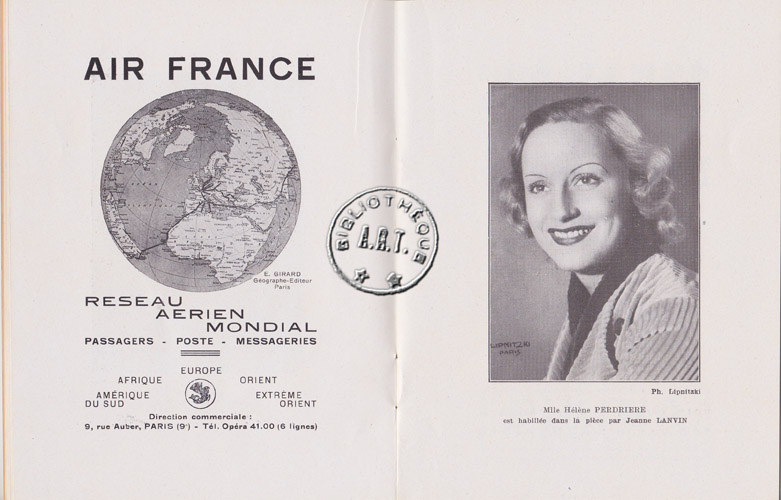 AIR FRANCE
E. GIRARD
Géographe-Editeur
Paris
RESEAU
AERIEN
MONDIAL
PASSAGERS - POSTE - MESSAGERIES
EUROPE
AFRIQUE ORIENT
AMÉRIQUE EXTRÊME
DU SUD ORIENT
Direction commerciale :
9, rue Auber, PARIS (9e) - Tél. Opéra 41.00 (6 lignes)
BIBLIOTHÈQUE
A.R.T.
LIPNITZKI
PARIS
Ph. Lipnitski
Mlle Hélène PERDRIERE
est habillée dans la pièce par Jeanne LANVIN